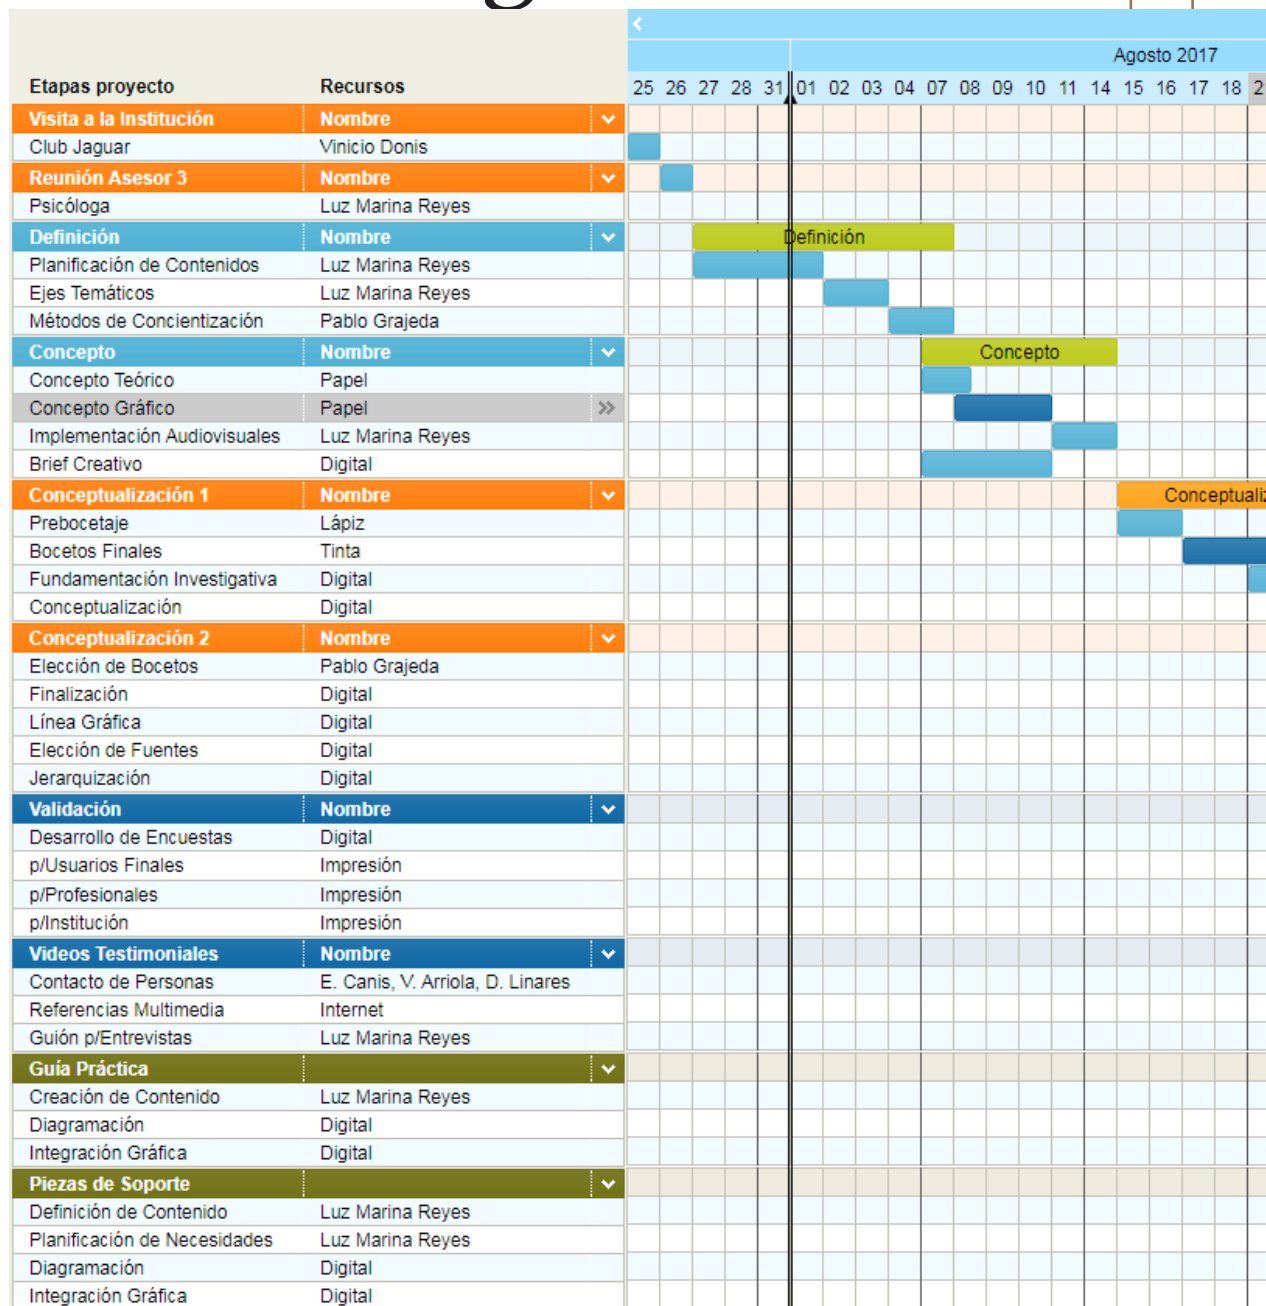 Agosto 2017
Etapas proyecto Recursos 25 26 27 28 31 01 02 03 04 07 08 09 10 11 14 15 16 17 18
Visita a la Institución Nombre
Club Jaguar Vinicio Donis
Reunión Asesor 3 Nombre
Psicóloga Luz Marina Reyes
Definición Nombre Definición
Planificación de Contenidos Luz Marina Reyes
Ejes Temáticos Luz Marina Reyes
Métodos de Concientización Pablo Grajeda
Concepto Nombre Concepto
Concepto Teórico Papel
Concepto Gráfico Papel
Implementación Audiovisuales Luz Marina Reyes
Brief Creativo Digital
Conceptualización 1 Nombre Conceptualiz
Prebocetaje Lápiz
Bocetos Finales Tinta
Fundamentación Investigativa Digital
Conceptualización Digital
Conceptualización 2 Nombre
Elección de Bocetos Pablo Grajeda
Finalización Digital
Línea Gráfica Digital
Elección de Fuentes Digital
Jerarquización Digital
Validación Nombre
Desarrollo de Encuestas Digital
p/Usuarios Finales Impresión
p/Profesionales Impresión
p/Institución Impresión
Videos Testimoniales Nombre
Contacto de Personas E. Canis, V. Arriola, D. Linares
Referencias Multimedia Internet
Guión p/Entrevistas Luz Marina Reyes
Guía Práctica
Creación de Contenido Luz Marina Reyes
Diagramación Digital
Integración Gráfica Digital
Piezas de Soporte
Definición de Contenido Luz Marina Reyes
Planificación de Necesidades Luz Marina Reyes
Diagramación Digital
Integración Gráfica Digital